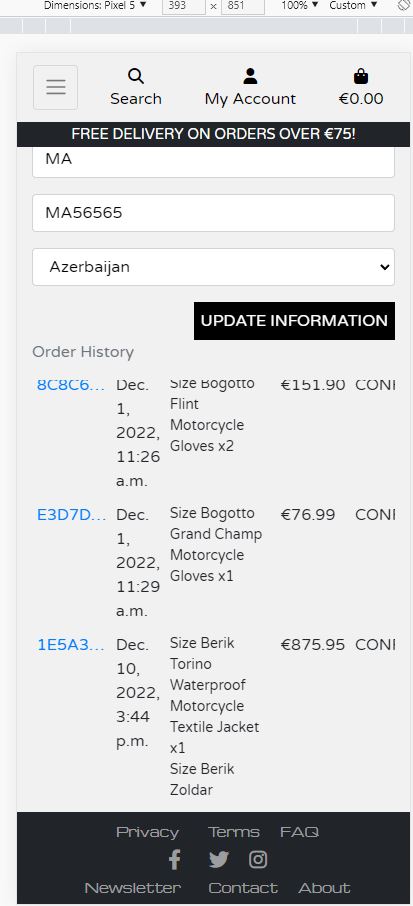 Dimensions: Pixel 5 ▼ 393 × 851 100% ▼ Custom ▼
Search My Account €0.00
FREE DELIVERY ON ORDERS OVER €75!
MA
MA56565
Azerbaijan
UPDATE INFORMATION
Order History
8C8C6... Dec. Size Bogotto €151.90 CONF
1, Flint
2022, Motorcycle
11:26 Gloves x2
a.m.
E3D7D... Dec. Size Bogotto €76.99 CONF
1, Grand Champ
2022, Motorcycle
11:29 Gloves x1
a.m.
1E5A3... Dec. Size Berik €875.95 CONF
10, Torino
2022, Waterproof
3:44 Motorcycle
p.m. Textile Jacket
x1
Size Berik
Zoldar
Privacy Terms FAQ
Newsletter Contact About